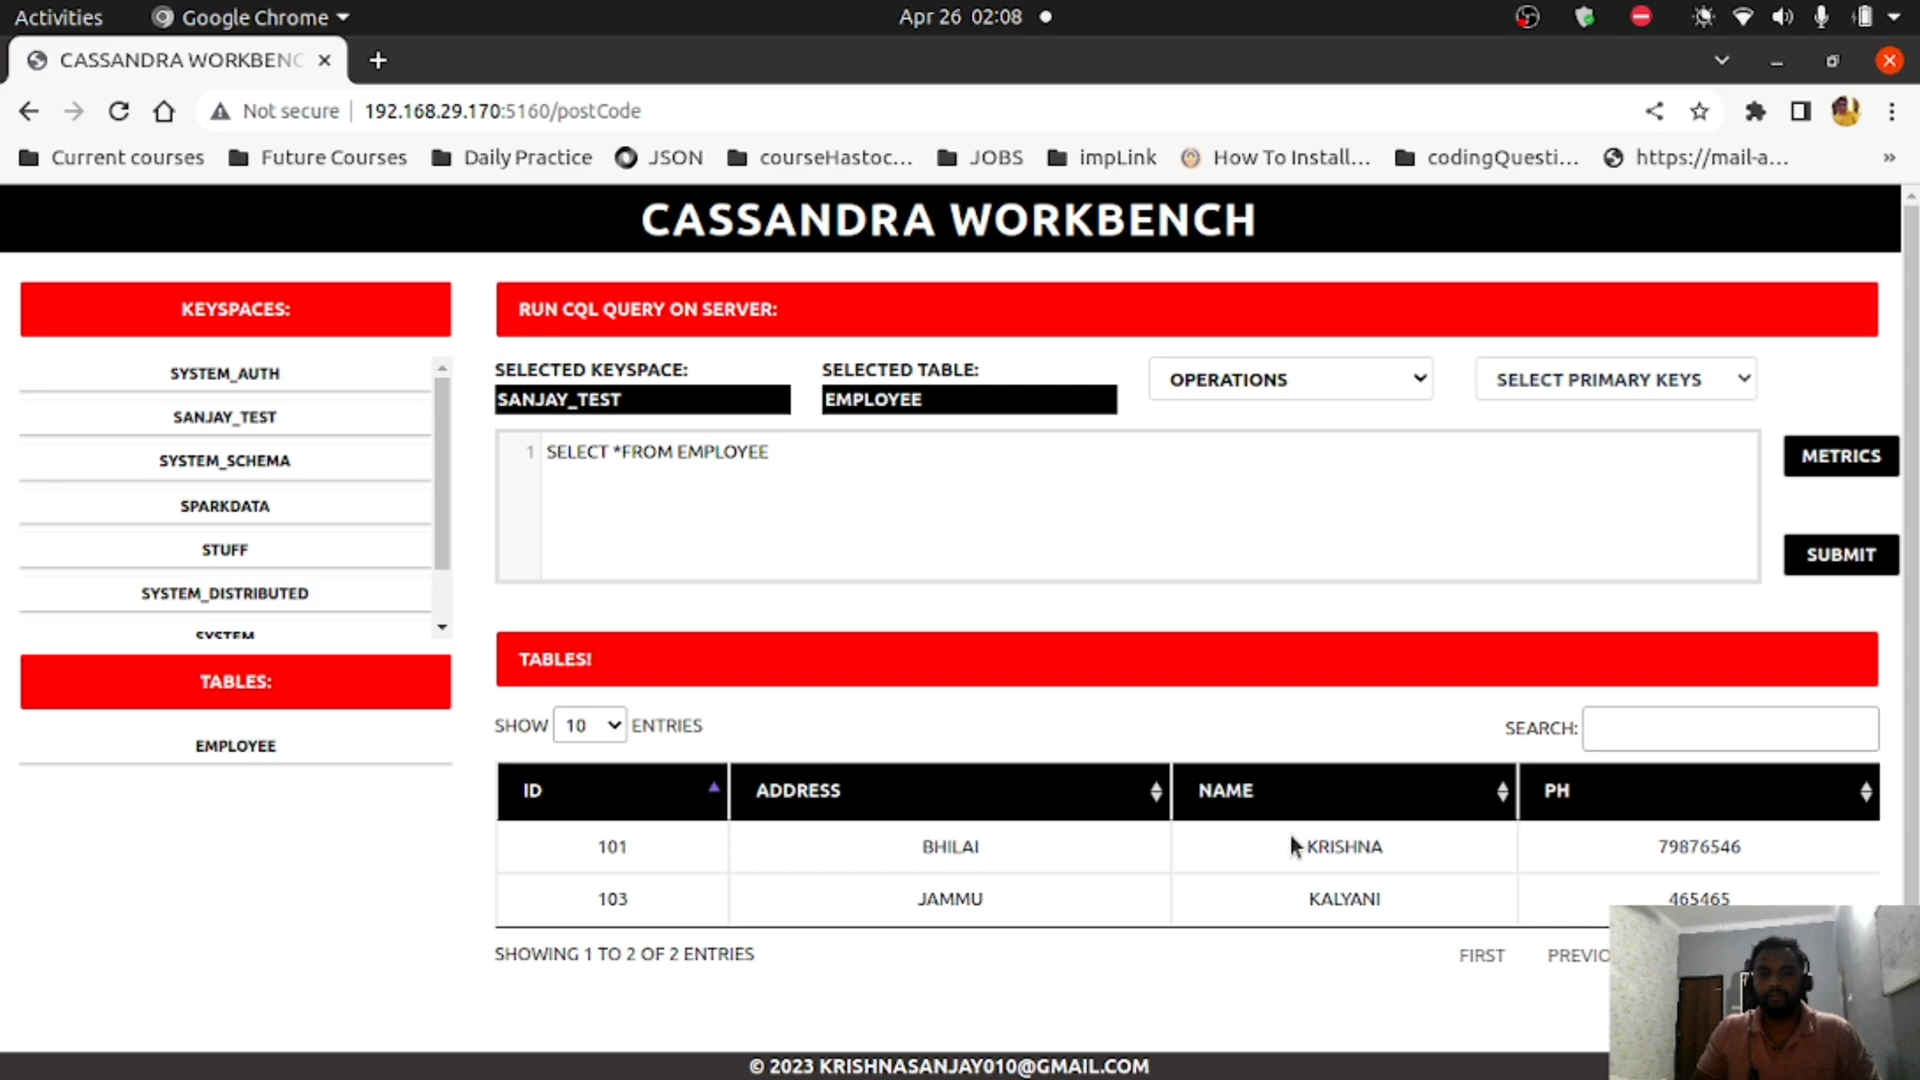 Activities Google Chrome Apr 26 02:08
CASSANDRA WORKBENC
Not secure 192.168.29.170:5160/postCode
Current courses Future Courses Daily Practice JSON courseHastoc... JOBS impLink How To Install... codingQuesti... https://mail-a... »
CASSANDRA WORKBENCH
KEYSPACES:
SYSTEM_AUTH
SANJAY_TEST
SYSTEM_SCHEMA
SPARKDATA
STUFF
SYSTEM_DISTRIBUTED
SYSTEM
TABLES:
EMPLOYEE
RUN CQL QUERY ON SERVER:
SELECTED KEYSPACE: SELECTED TABLE:
SANJAY_TEST EMPLOYEE OPERATIONS SELECT PRIMARY KEYS
1 SELECT *FROM EMPLOYEE
METRICS
SUBMIT
TABLES!
SHOW 10 ENTRIES SEARCH:
ID ADDRESS NAME PH
101 BHILAI KRISHNA 79876546
103 JAMMU KALYANI 465465
SHOWING 1 TO 2 OF 2 ENTRIES FIRST PREVIO
© 2023 KRISHNASANJAY010@GMAIL.COM